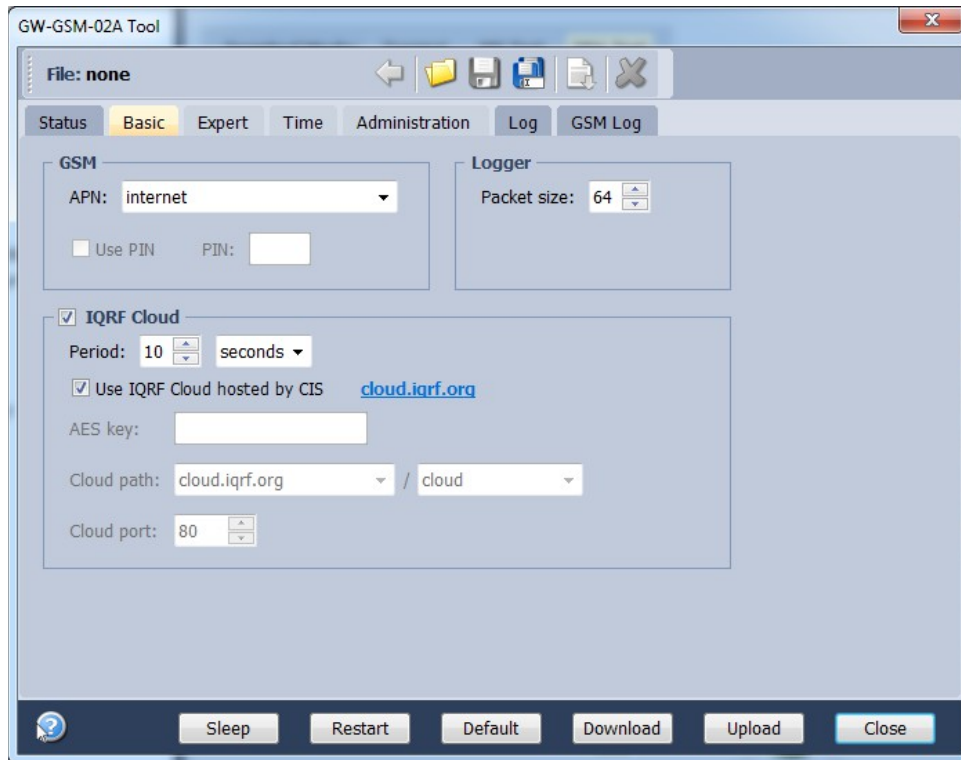 GW-GSM-02A Tool
File: none
Status Basic Expert Time Administration Log GSM Log
GSM
APN: internet
Use PIN PIN:
Logger
Packet size: 64
IQRF Cloud
Period: 10 seconds
Use IQRF Cloud hosted by CIS cloud.iqrf.org
AES key:
Cloud path: cloud.iqrf.org / cloud
Cloud port: 80
Sleep Restart Default Download Upload Close